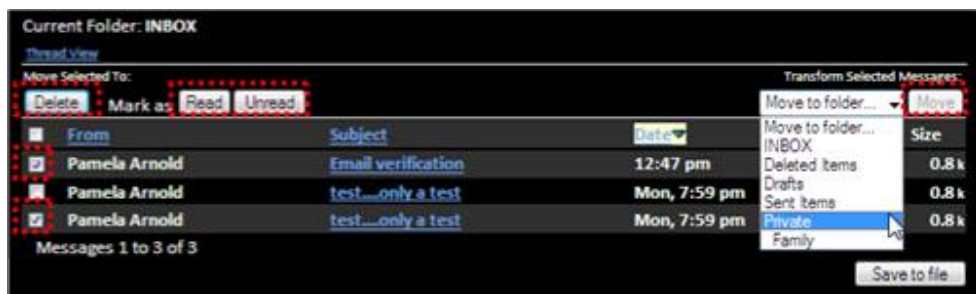 Current Folder: INBOX
Thread View
Move Selected To: Transform Selected Messages:
Delete Mark as Read Unread Move to folder... Move
From Subject Date Size
Move to folder...
INBOX
Pamela Arnold Email verification 12:47 pm Deleted Items 0.8 k
Drafts
Pamela Arnold test....only a test Mon, 7:59 pm Sent Items 0.8 k
Pamela Arnold test....only a test Mon, 7:59 pm Private 0.8 k
Family
Messages 1 to 3 of 3
Save to file